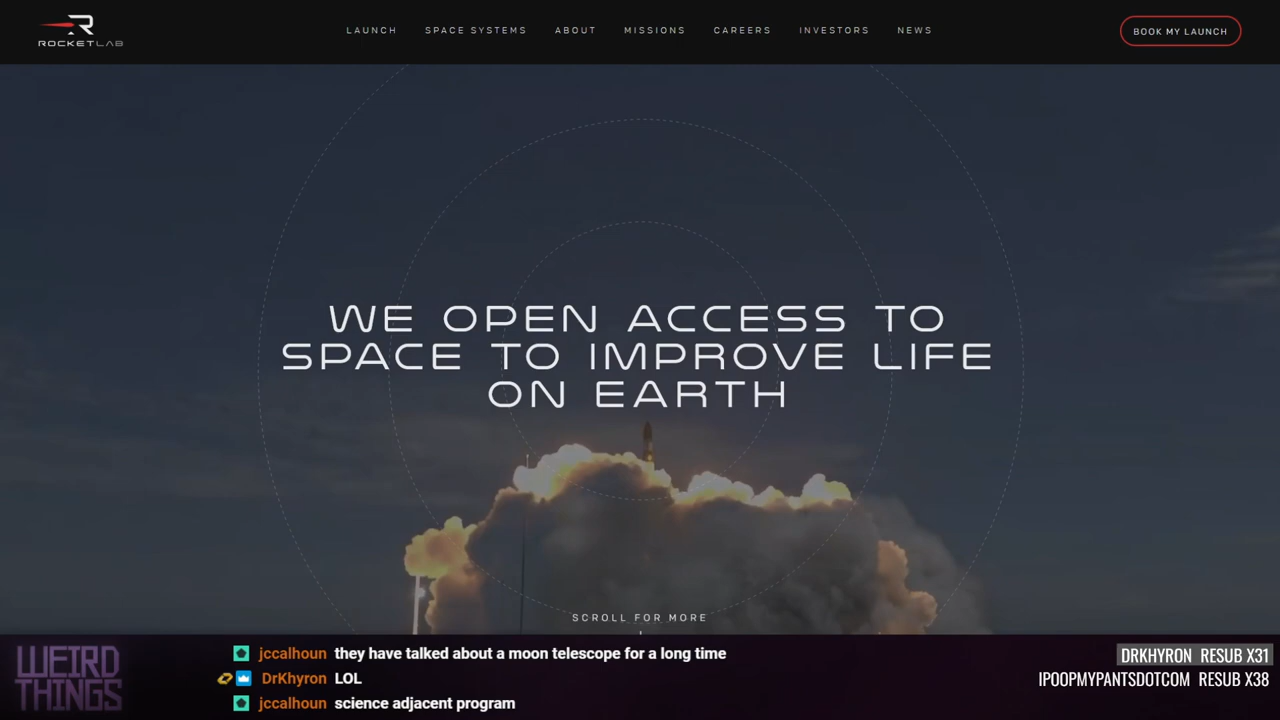 ROCKETLAB
LAUNCH SPACE SYSTEMS ABOUT MISSIONS CAREERS INVESTORS NEWS
BOOK MY LAUNCH
WE OPEN ACCESS TO
SPACE TO IMPROVE LIFE
ON EARTH
SCROLL FOR MORE
WEIRD
THINGS
jccalhoun they have talked about a moon telescope for a long time
DrKhyron LOL
jccalhoun science adjacent program
DRKHYRON RESUB X31
IPOOPMYPANTSDOTCOM RESUB X38